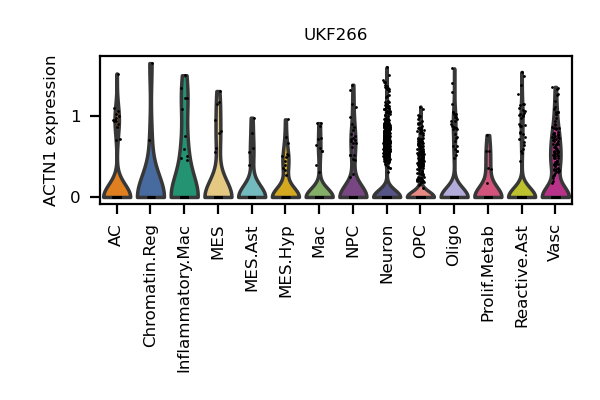 UKF266
ACTN1 expression
1
0
AC
Chromatin.Reg
Inflammatory.Mac
MES
MES.Ast
MES.Hyp
Mac
NPC
Neuron
OPC
Oligo
Prolif.Metab
Reactive.Ast
Vasc